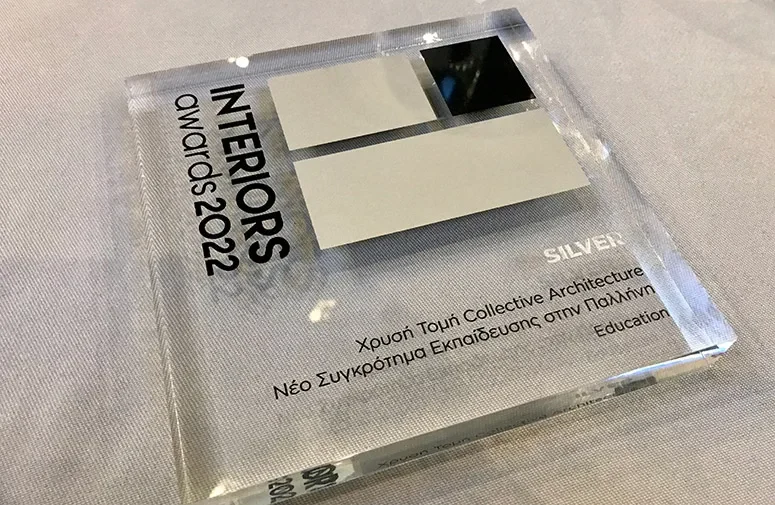 INTERIORS
awards2022
SILVER
Χρυσή Τομή Collective Architecture
Νέο Συγκρότημα Εκπαίδευσης στην Παλλήνη
Education